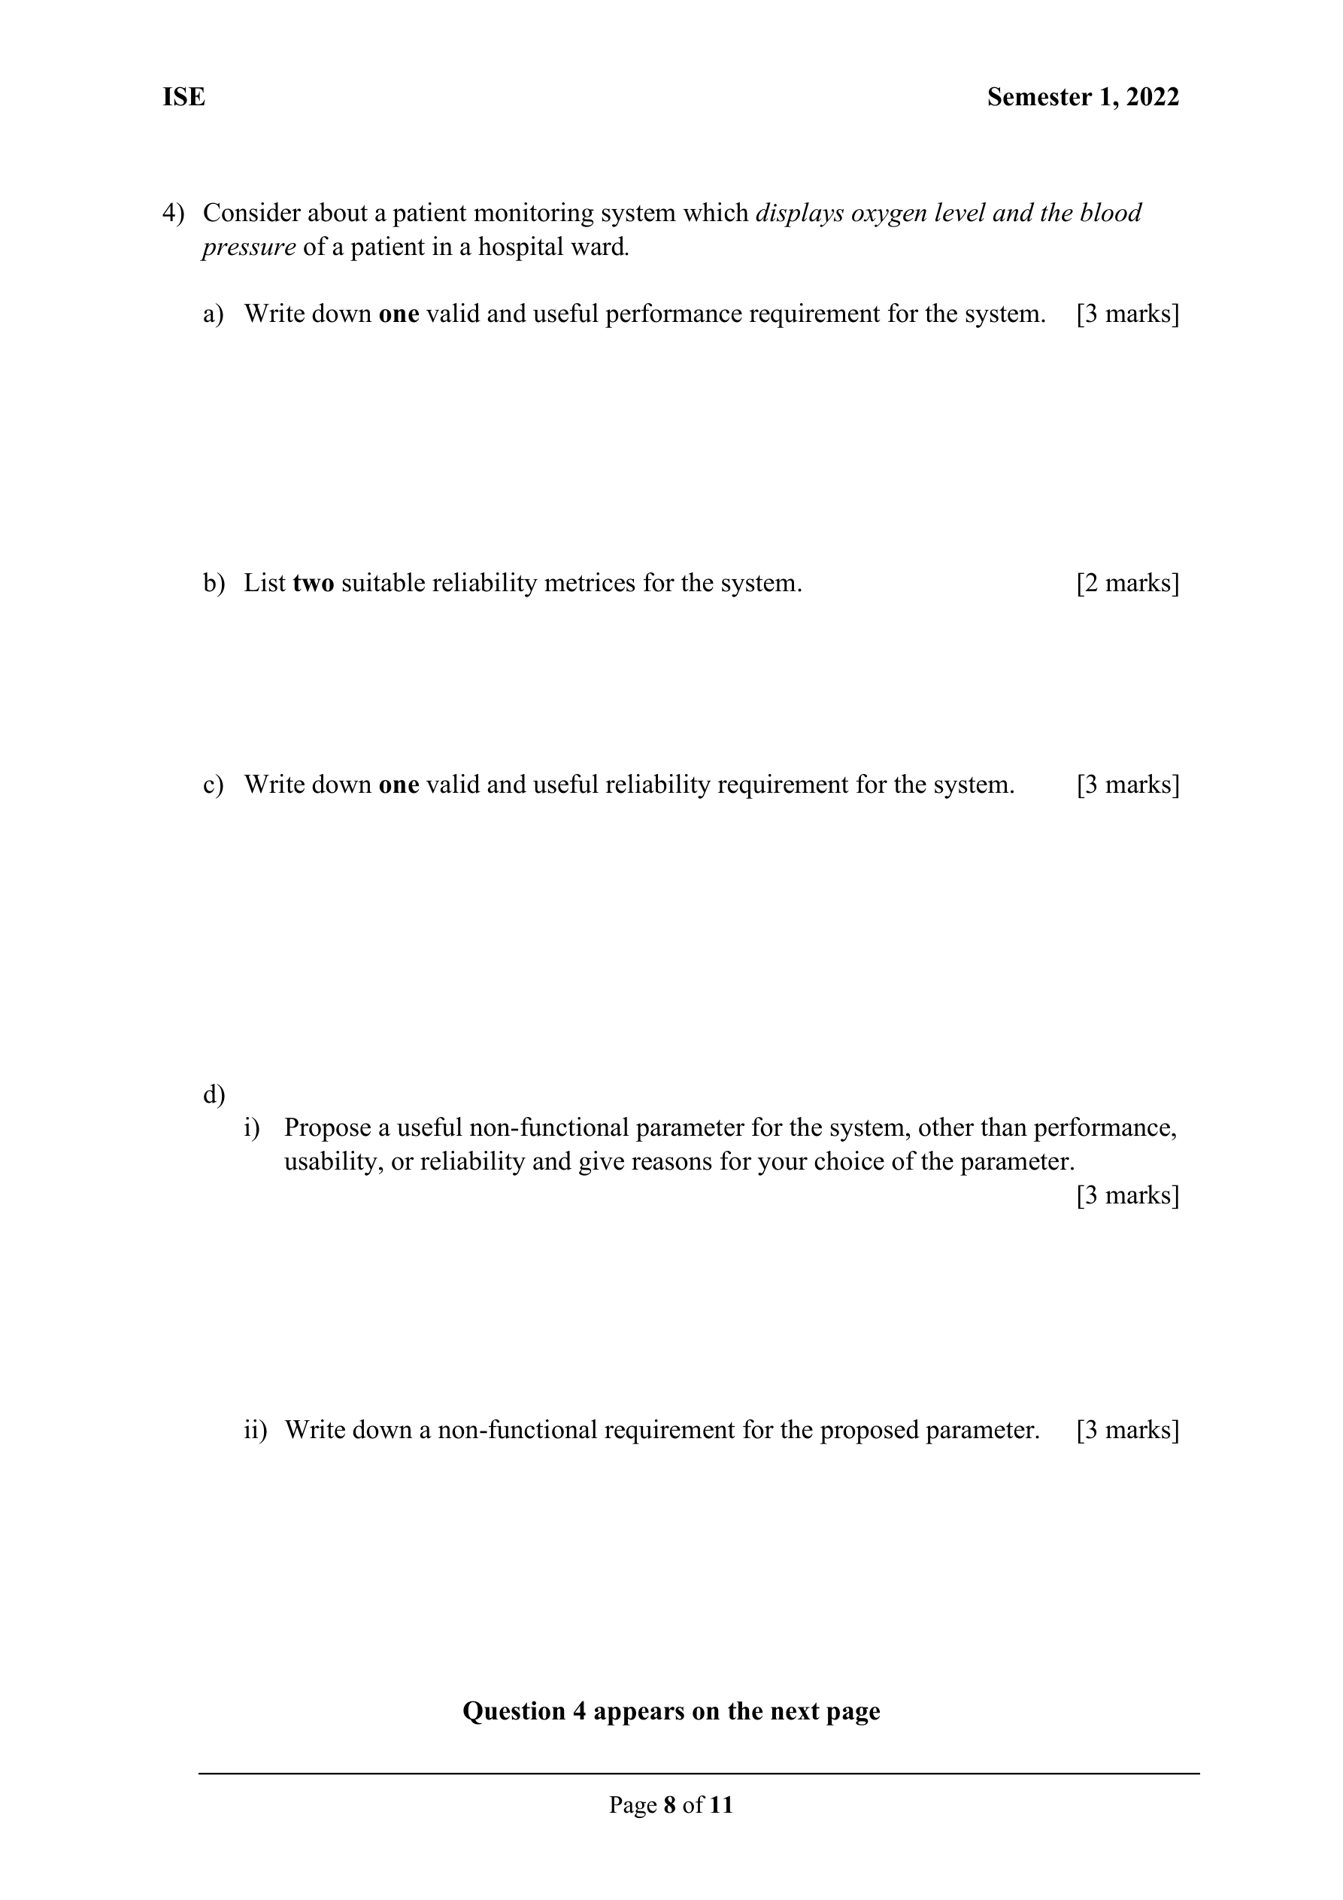 ISE Semester 1, 2022
4) Consider about a patient monitoring system which displays oxygen level and the blood
pressure of a patient in a hospital ward.
a) Write down one valid and useful performance requirement for the system. [3 marks]
b) List two suitable reliability metrices for the system. [2 marks]
c) Write down one valid and useful reliability requirement for the system. [3 marks]
d)
i) Propose a useful non-functional parameter for the system, other than performance,
usability, or reliability and give reasons for your choice of the parameter.
[3 marks]
ii) Write down a non-functional requirement for the proposed parameter. [3 marks]
Question 4 appears on the next page
Page 8 of 11